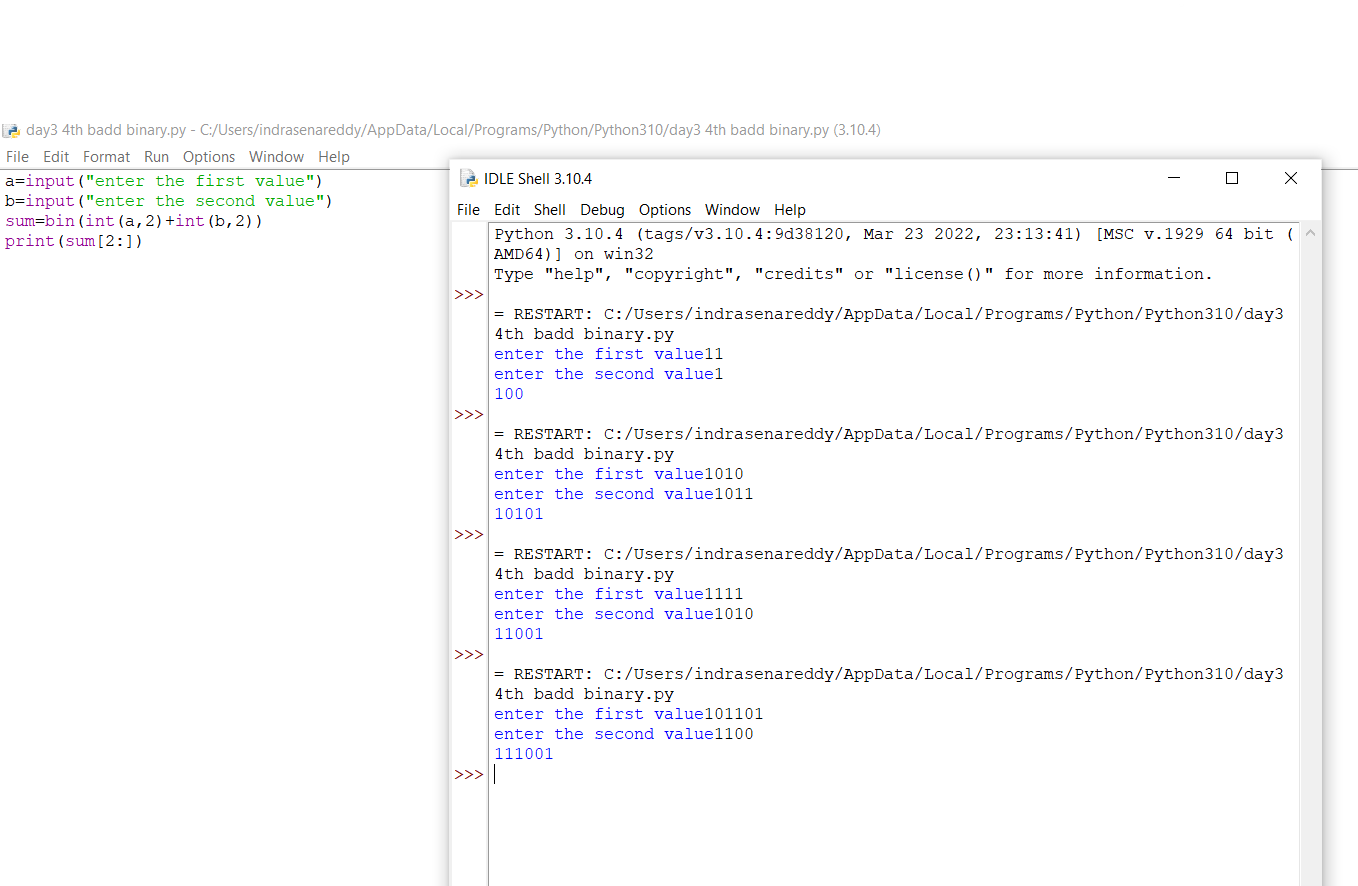 day3 4th badd binary.py - C:/Users/indrasenareddy/AppData/Local/Programs/Python/Python310/day3 4th badd binary.py (3.10.4)
File Edit Format Run Options Window Help
a=input("enter the first value")
b=input("enter the second value")
sum=bin(int(a,2)+int(b,2))
print(sum[2:])
IDLE Shell 3.10.4
File Edit Shell Debug Options Window Help
Python 3.10.4 (tags/v3.10.4:9d38120, Mar 23 2022, 23:13:41) [MSC v.1929 64 bit (
AMD64)] on win32
Type "help", "copyright", "credits" or "license()" for more information.
>>>
= RESTART: C:/Users/indrasenareddy/AppData/Local/Programs/Python/Python310/day3
4th badd binary.py
enter the first value11
enter the second value1
100
>>>
= RESTART: C:/Users/indrasenareddy/AppData/Local/Programs/Python/Python310/day3
4th badd binary.py
enter the first value1010
enter the second value1011
10101
>>>
= RESTART: C:/Users/indrasenareddy/AppData/Local/Programs/Python/Python310/day3
4th badd binary.py
enter the first value1111
enter the second value1010
11001
>>>
= RESTART: C:/Users/indrasenareddy/AppData/Local/Programs/Python/Python310/day3
4th badd binary.py
enter the first value101101
enter the second value1100
111001
>>>